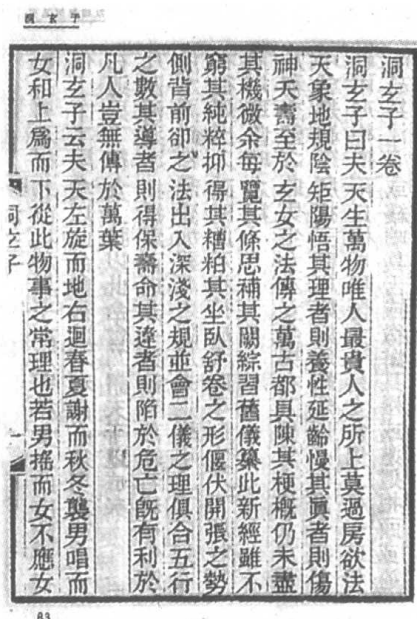 洞玄子
洞玄子一卷
洞玄子曰夫天生萬物唯人最貴人之所上莫過房欲法
天象地規陰矩陽悟其理者則養性延齡慢其眞者則傷
神夭壽至於玄女之法傳之萬古都具陳其梗概仍未盡
其機微余每覽其條思補其闕綜習舊儀纂此新經雖不
窮其純粹抑得其糟粕其坐臥舒卷之形偃伏開張之勢
側背前卻之法出入深淺之規並會二儀之理俱合五行
之數其導者則得保壽命其違者則陷於危亡既有利於
凡人豈無傳於萬葉
洞玄子云夫天左旋而地右迴春夏謝而秋冬襲男唱而
女和上爲而下從此物事之常理也若男搖而女不應女
洞玄子
一
83